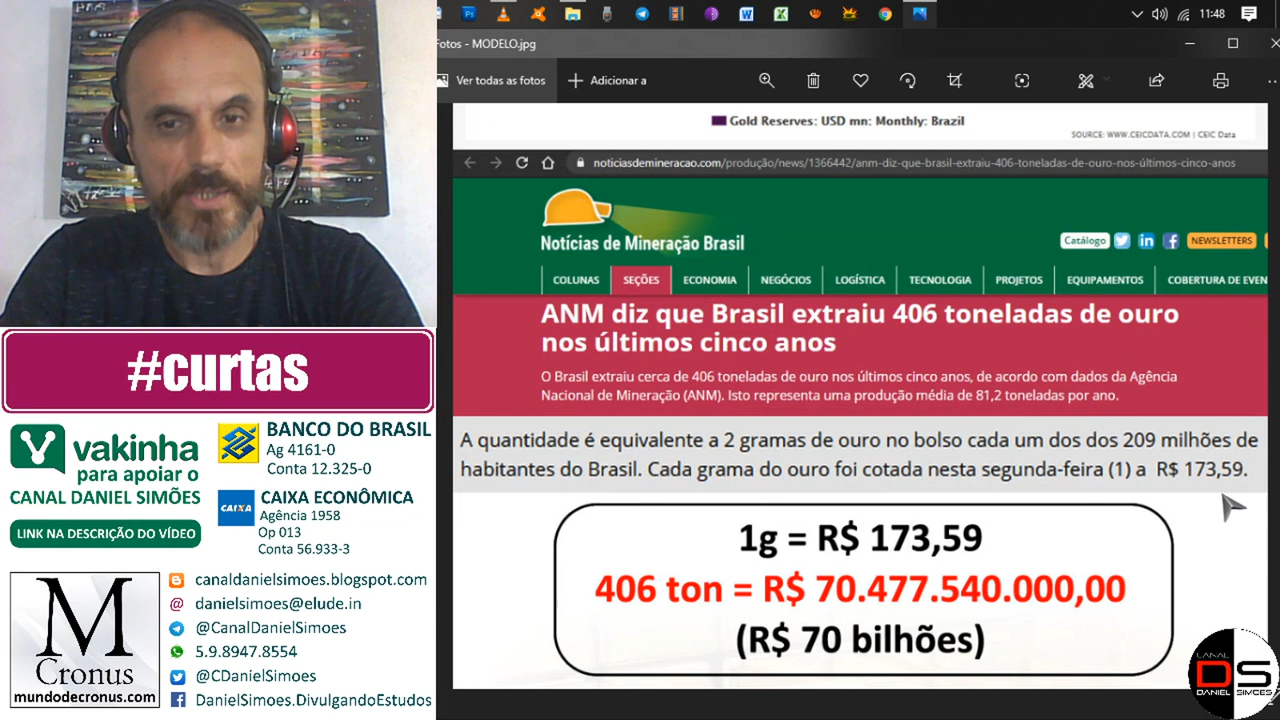 #curtas
vakinha
para apoiar o
CANAL DANIEL SIMÕES
LINK NA DESCRIÇÃO DO VÍDEO
BANCO DO BRASIL
Ag 4161-0
Conta 12.325-0
CAIXA
CAIXA ECONÔMICA
Agência 1958
Op 013
Conta 56.933-3
M
Cronus
mundodecronus.com
canaldanielsimoes.blogspot.com
danielsimoes@elude.in
@CanalDanielSimoes
5.9.8947.8554
@CDanielSimoes
DanielSimoes.DivulgandoEstudos
11:48
Fotos - MODELO.jpg
Ver todas as fotos
Adicionar a
Gold Reserves: USD mn: Monthly: Brazil
SOURCE: WWW.CEICDATA.COM | CEIC Data
noticiasdemineracao.com/produção/news/1366442/anm-diz-que-brasil-extraiu-406-toneladas-de-ouro-nos-últimos-cinco-anos
Notícias de Mineração Brasil
Catálogo NEWSLETTERS
COLUNAS SEÇÕES ECONOMIA NEGÓCIOS LOGÍSTICA TECNOLOGIA PROJETOS EQUIPAMENTOS COBERTURA DE EVEN
ANM diz que Brasil extraiu 406 toneladas de ouro
nos últimos cinco anos
O Brasil extraiu cerca de 406 toneladas de ouro nos últimos cinco anos, de acordo com dados da Agência
Nacional de Mineração (ANM). Isto representa uma produção média de 81,2 toneladas por ano.
A quantidade é equivalente a 2 gramas de ouro no bolso cada um dos dos 209 milhões de
habitantes do Brasil. Cada grama do ouro foi cotada nesta segunda-feira (1) a R$ 173,59.
1g = R$ 173,59
406 ton = R$ 70.477.540.000,00
(R$ 70 bilhões)
CANAL
DS
DANIEL SIMOES